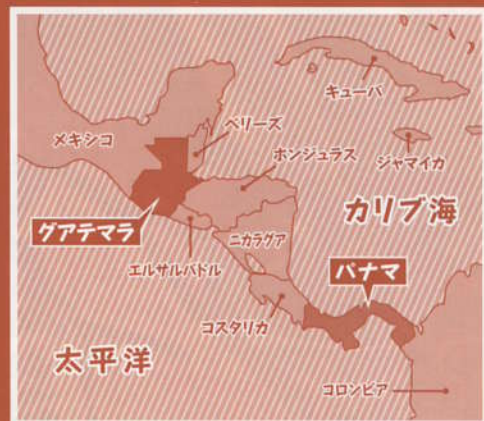 キューバ
ベリーズ
メキシコ
ホンジュラス
ジャマイカ
カリブ海
グアテマラ
ニカラグア
エルサルバドル
パナマ
コスタリカ
太平洋
コロンビア